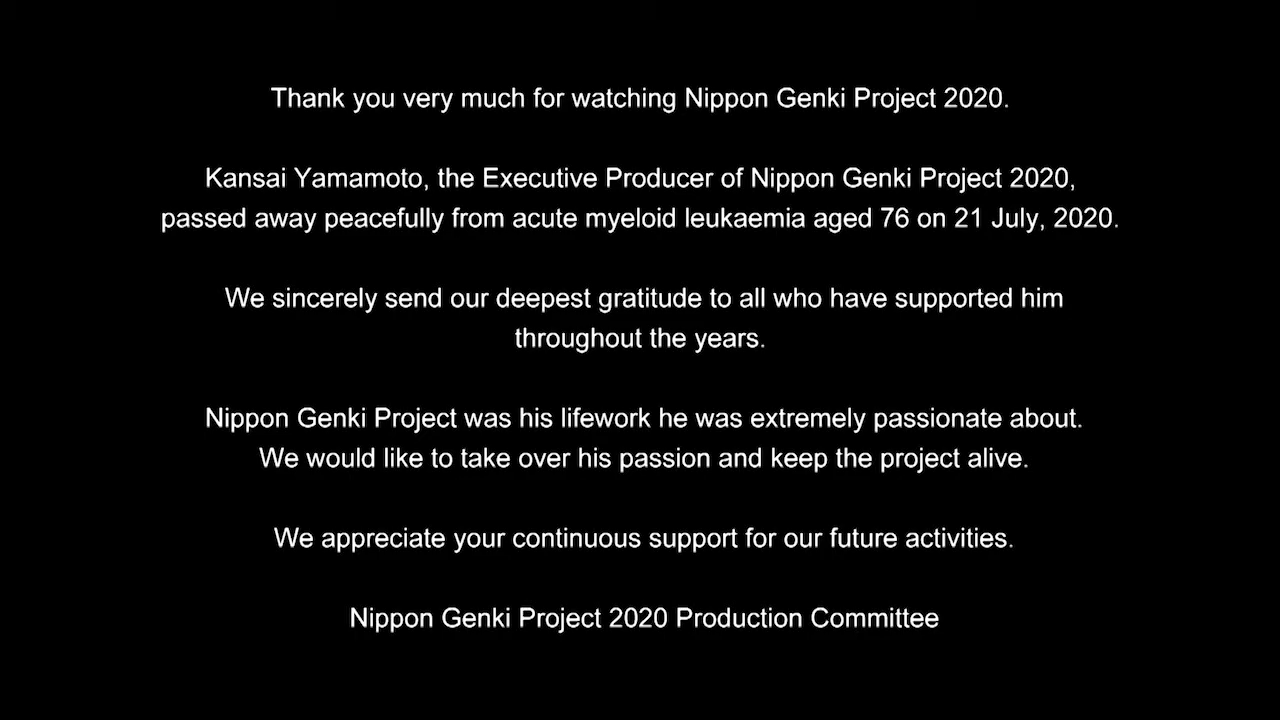 Thank you very much for watching Nippon Genki Project 2020.
Kansai Yamamoto, the Executive Producer of Nippon Genki Project 2020,
passed away peacefully from acute myeloid leukaemia aged 76 on 21 July, 2020.
We sincerely send our deepest gratitude to all who have supported him
throughout the years.
Nippon Genki Project was his lifework he was extremely passionate about.
We would like to take over his passion and keep the project alive.
We appreciate your continuous support for our future activities.
Nippon Genki Project 2020 Production Committee